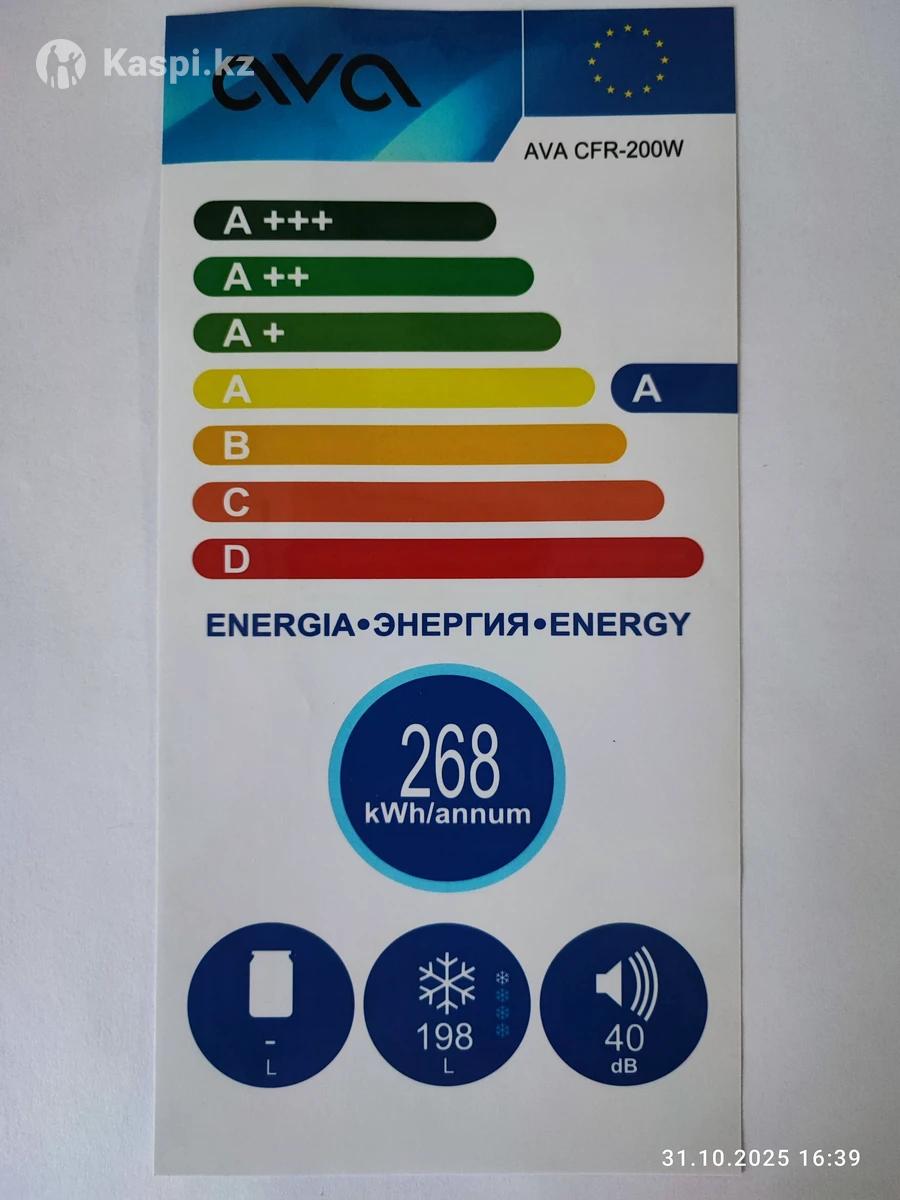 Kaspi.kz
ava
AVA CFR-200W
A +++
A ++
A +
A
A
B
C
D
ENERGIA•ЭНЕРГИЯ•ENERGY
268
kWh/annum
-
L
198
L
40
dB
31.10.2025 16:39